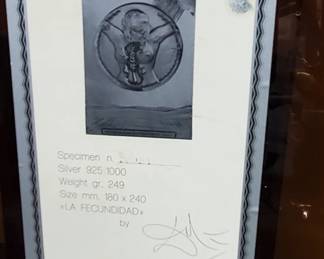 Specimen n.
Silver 925.1000
Weight gr. 249
Size mm. 180 x 240
«LA FECUNDIDAD»
by